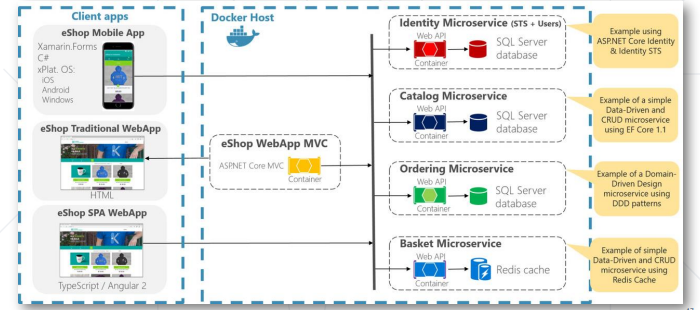 Client apps
eShop Mobile App
Xamarin.Forms
C#
xPlat. OS:
iOS
Android
Windows
eShop Traditional WebApp
HTML
eShop SPA WebApp
TypeScript / Angular 2
Docker Host
eShop WebApp MVC
ASP.NET Core MVC
Container
Identity Microservice (STS + Users)
Web API
Container
SQL Server
database
Catalog Microservice
Web API
Container
SQL Server
database
Ordering Microservice
Web API
Container
SQL Server
database
Basket Microservice
Web API
Container
Redis cache
Example using
ASP.NET Core Identity
& Identity STS
Example of a simple
Data-Driven and
CRUD microservice
using EF Core 1.1
Example of a Domain-
Driven Design
microservice using
DDD patterns
Example of simple
Data-Driven and CRUD
microservice using
Redis Cache